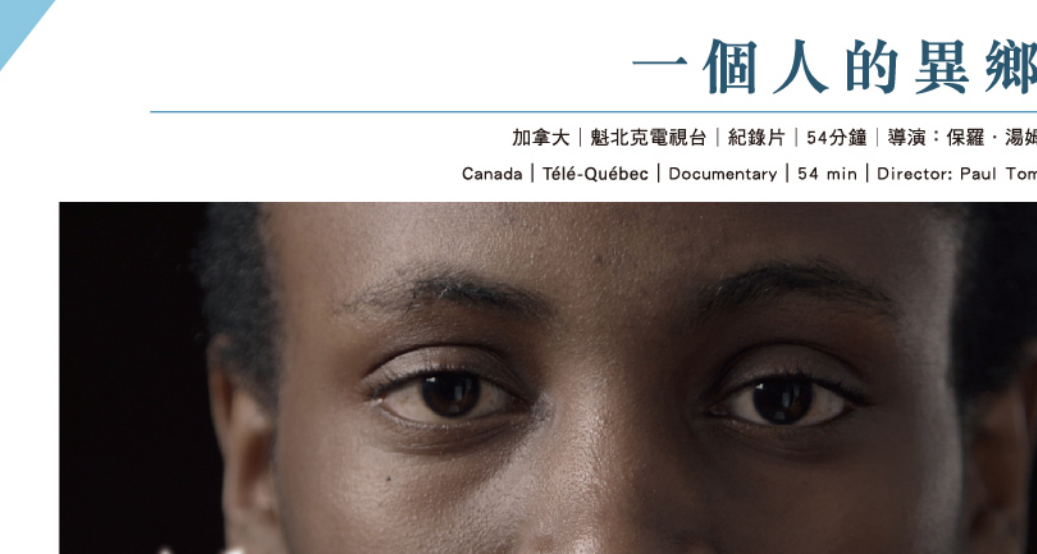 一個人的異鄉
加拿大｜魁北克電視台｜紀錄片｜54分鐘｜導演：保羅・湯姆
Canada | Télé-Québec | Documentary | 54 min | Director: Paul Tom